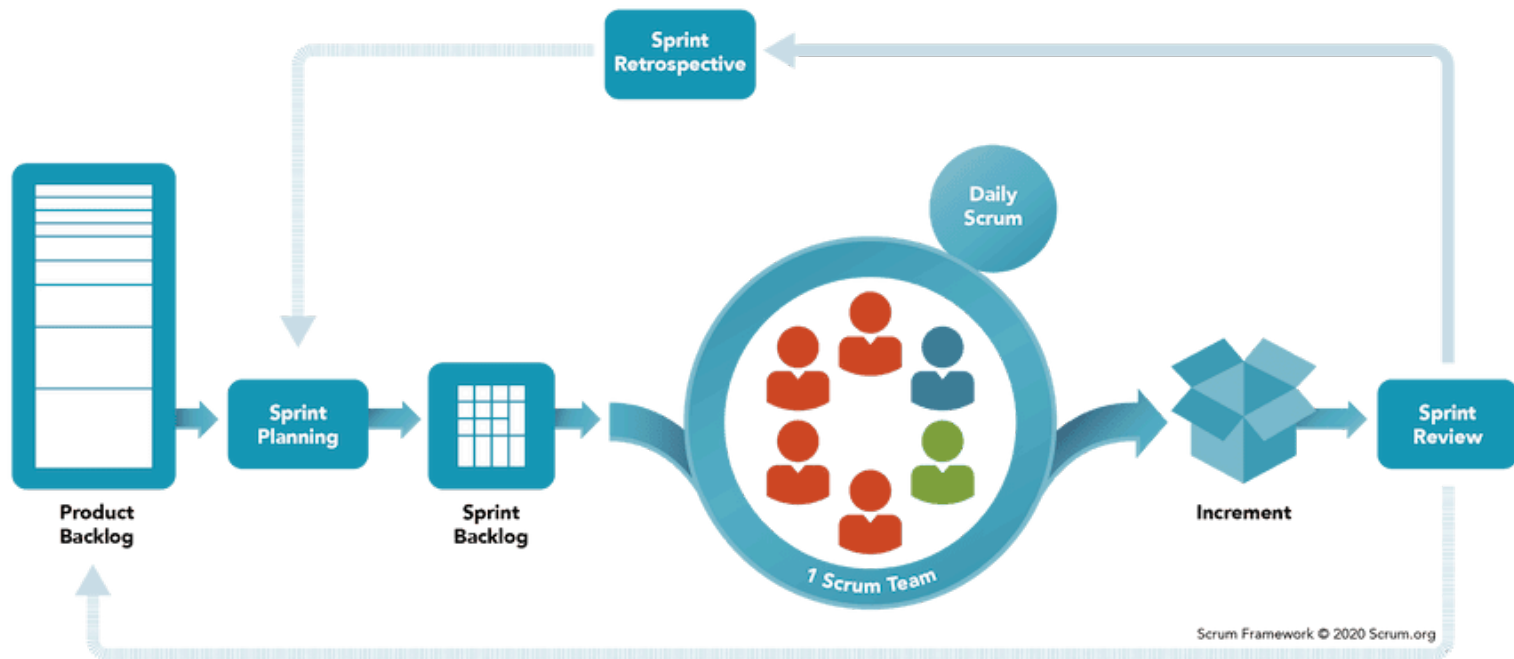 Sprint
Retrospective
Daily
Scrum
Sprint
Planning
Sprint
Review
Product
Backlog
Sprint
Backlog
Increment
1 Scrum Team
Scrum Framework © 2020 Scrum.org